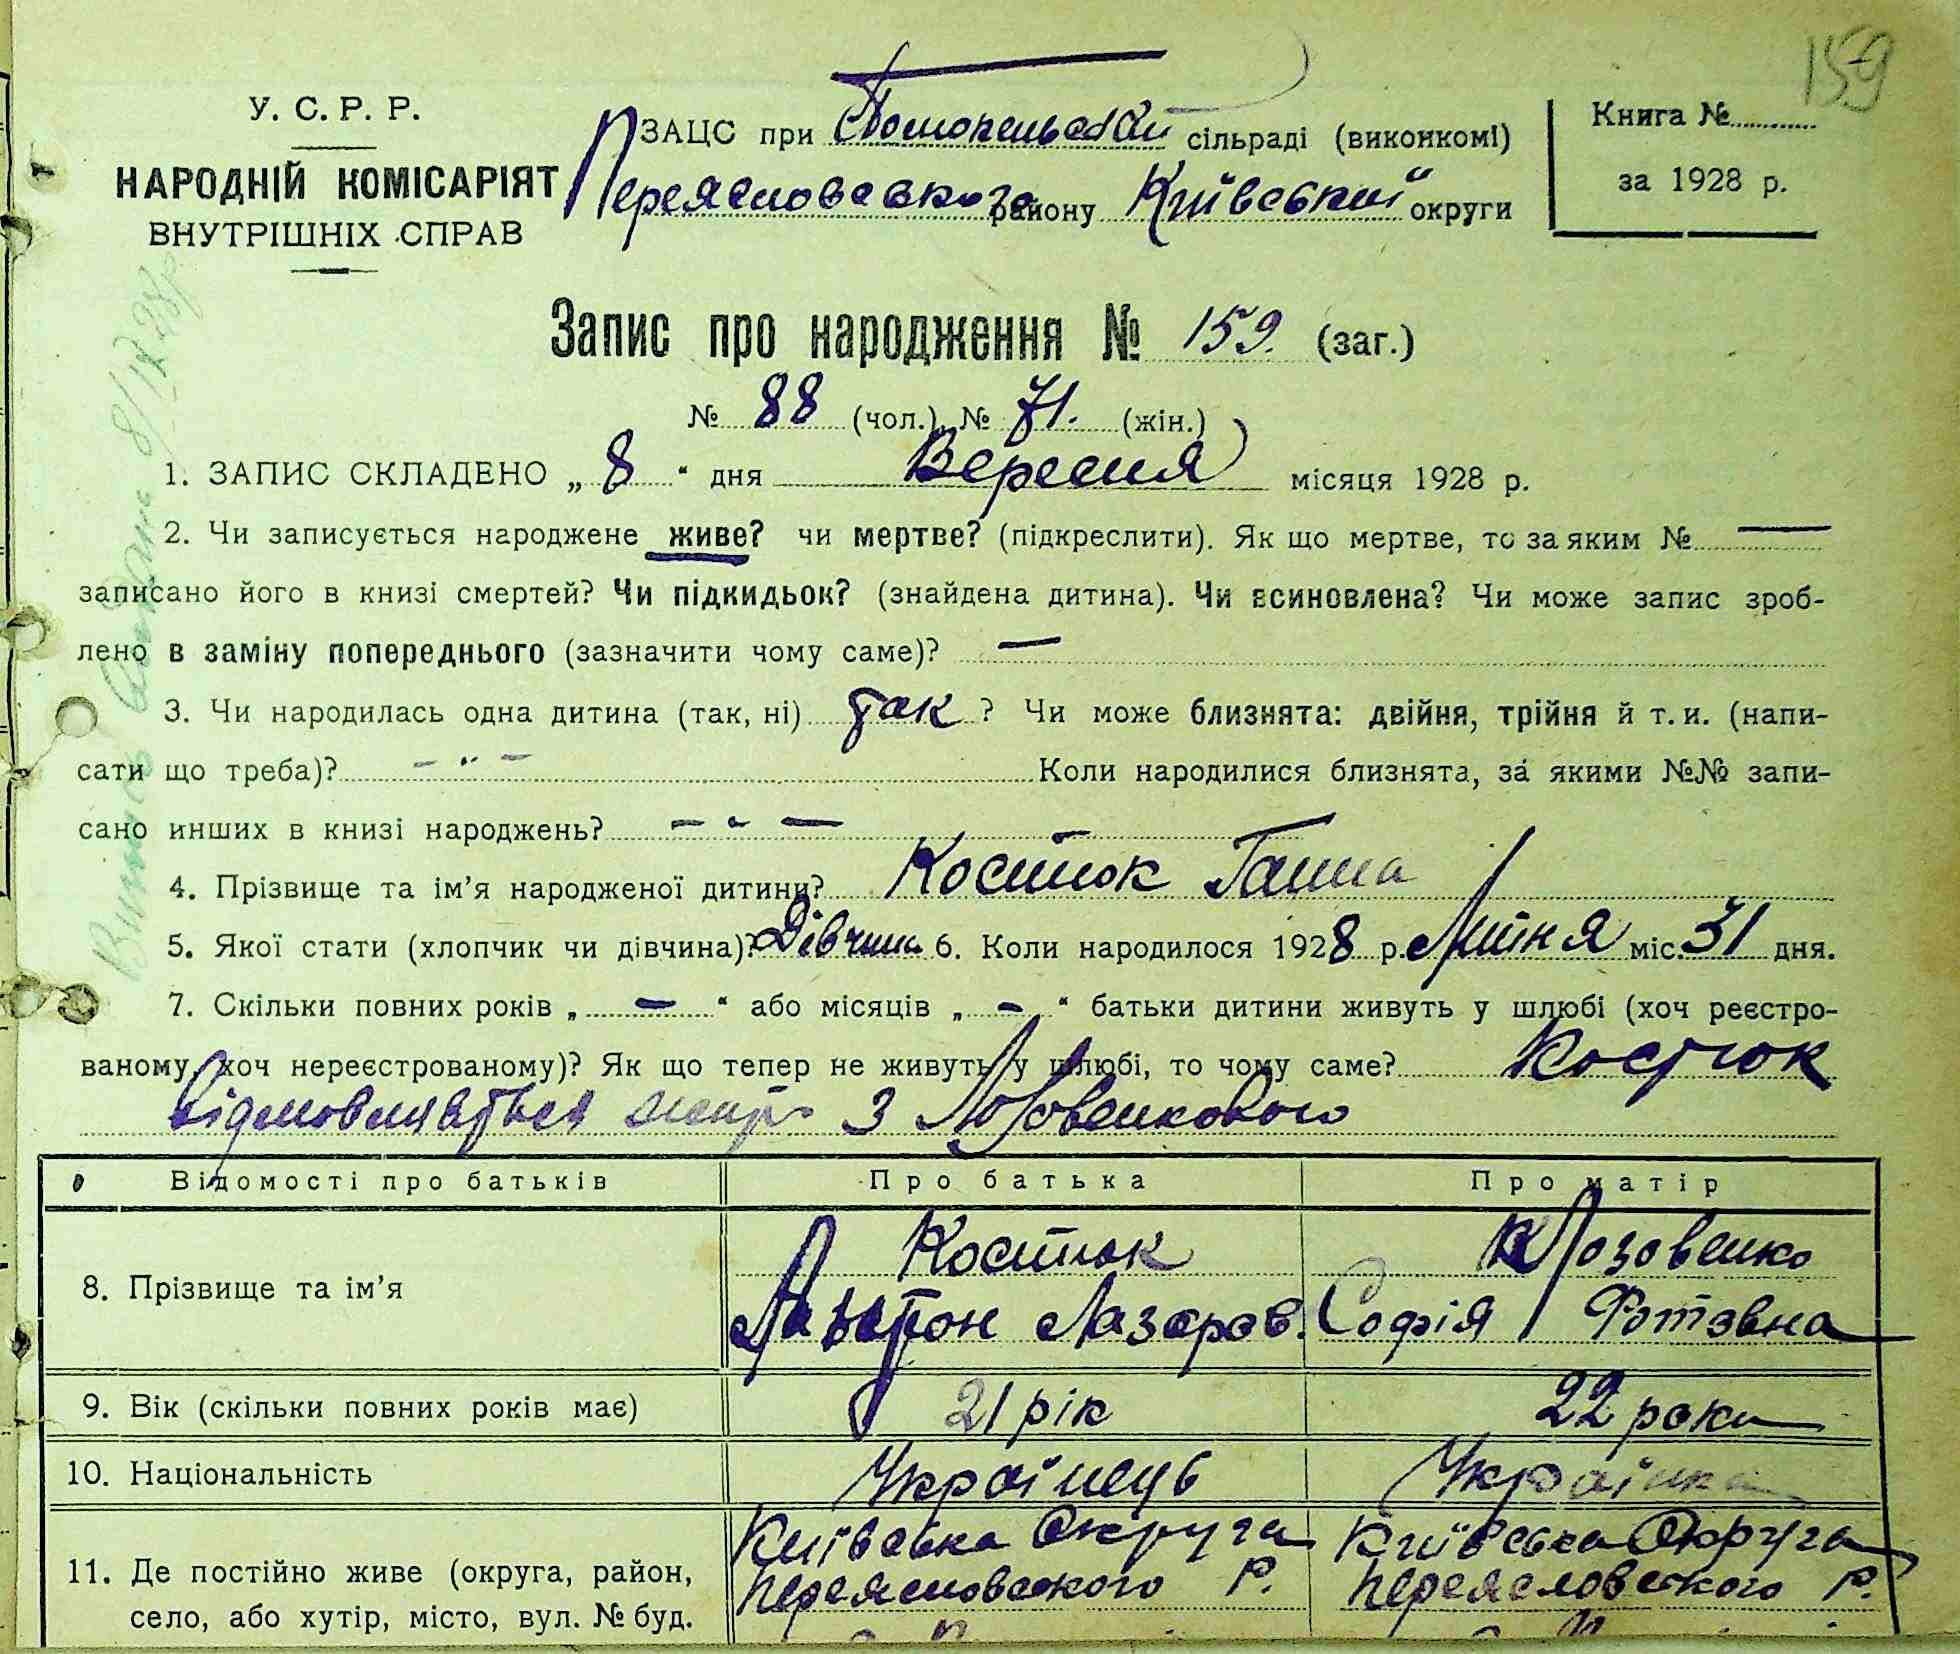 159
У. С. Р. Р.
НАРОДНІЙ КОМІСАРІЯТ
ВНУТРІШНІХ СПРАВ
ЗАЦС при сільраді (виконкомі)
Переяславського району Київський округи
Книга №
за 1928 р.
Запис про народження № 159. (заг.)
№ 88 (чол.), № 71. (жін.)
1. ЗАПИС СКЛАДЕНО „ 8 “ дня Вересня місяця 1928 р.
2. Чи записується народжене живе? чи мертве? (підкреслити). Як що мертве, то за яким № —
записано його в книзі смертей? Чи підкидьок? (знайдена дитина). Чи всиновлена? Чи може запис зроб-
лено в заміну попереднього (зазначити чому саме)? —
3. Чи народилась одна дитина (так, ні) так ? Чи може близнята: двійня, трійня й т. и. (напи-
сати що треба)? — " — Коли народилися близнята, за якими №№ запи-
сано инших в книзі народжень? — " —
4. Прізвище та ім’я народженої дитини? Костюк Ганна
5. Якої стати (хлопчик чи дівчина)? Дівчина 6. Коли народилося 1928 р. Липня міс. 31 дня.
7. Скільки повних років „ — “ або місяців „ — “ батьки дитини живуть у шлюбі (хоч реєстро-
ваному, хоч нереєстрованому)? Як що тепер не живуть у шлюбі, то чому саме? Костюк
відмовляється з
Відомості про батьків Про батька Про матір
8. Прізвище та ім’я
Костюк Лозовенко
Лазарев. Софія
9. Вік (скільки повних років має) 21 рік 22 роки
10. Національність Українець Українка
11. Де постійно живе (округа, район,
село, або хутір, місто, вул. № буд.
Київська Округа Київська Округа
Переяславського Р. Переяславського Р.